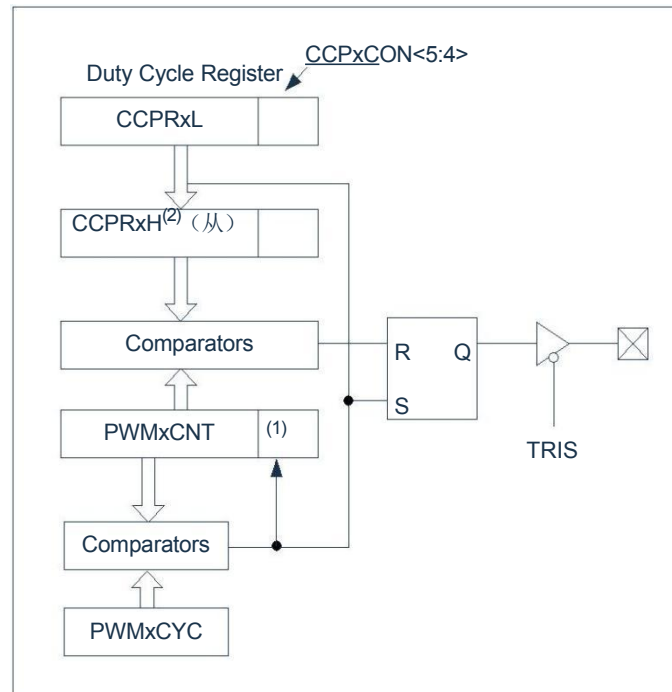 CCPxCON<5:4>
Duty Cycle Register
CCPRxL
CCPRxH(2)（从）
Comparators
R Q
S
TRIS
PWMxCNT (1)
Comparators
PWMxCYC